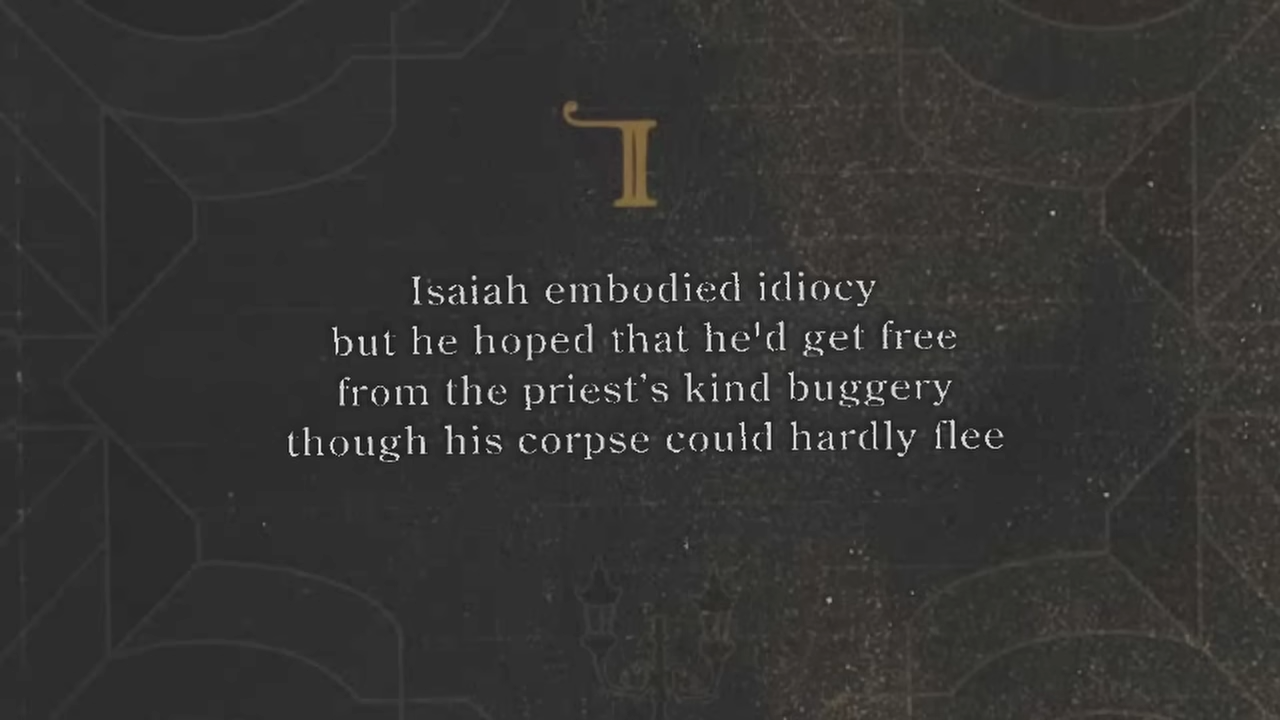 I
Isaiah embodied idiocy
but he hoped that he'd get free
from the priest’s kind buggery
though his corpse could hardly flee